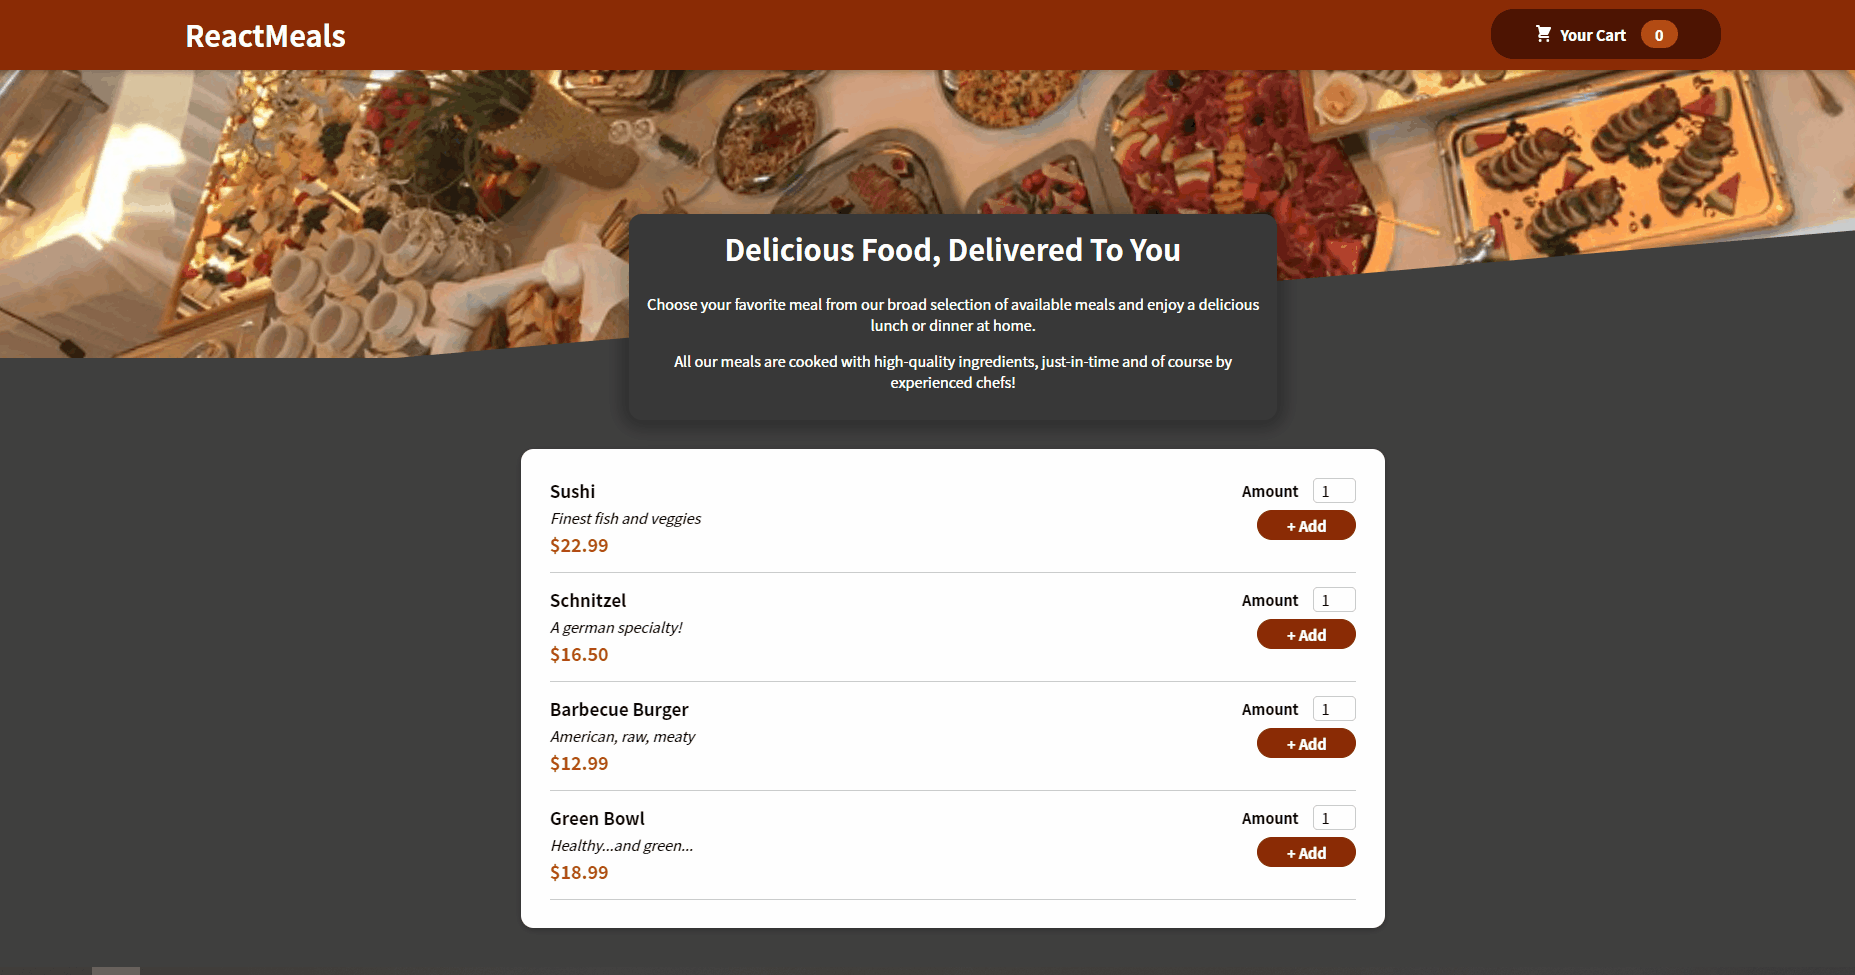 ReactMeals
Your Cart 0
Delicious Food, Delivered To You
Choose your favorite meal from our broad selection of available meals and enjoy a delicious
lunch or dinner at home.
All our meals are cooked with high-quality ingredients, just-in-time and of course by
experienced chefs!
Sushi
Finest fish and veggies
$22.99
Amount 1
+ Add
Schnitzel
A german specialty!
$16.50
Amount 1
+ Add
Barbecue Burger
American, raw, meaty
$12.99
Amount 1
+ Add
Green Bowl
Healthy...and green...
$18.99
Amount 1
+ Add